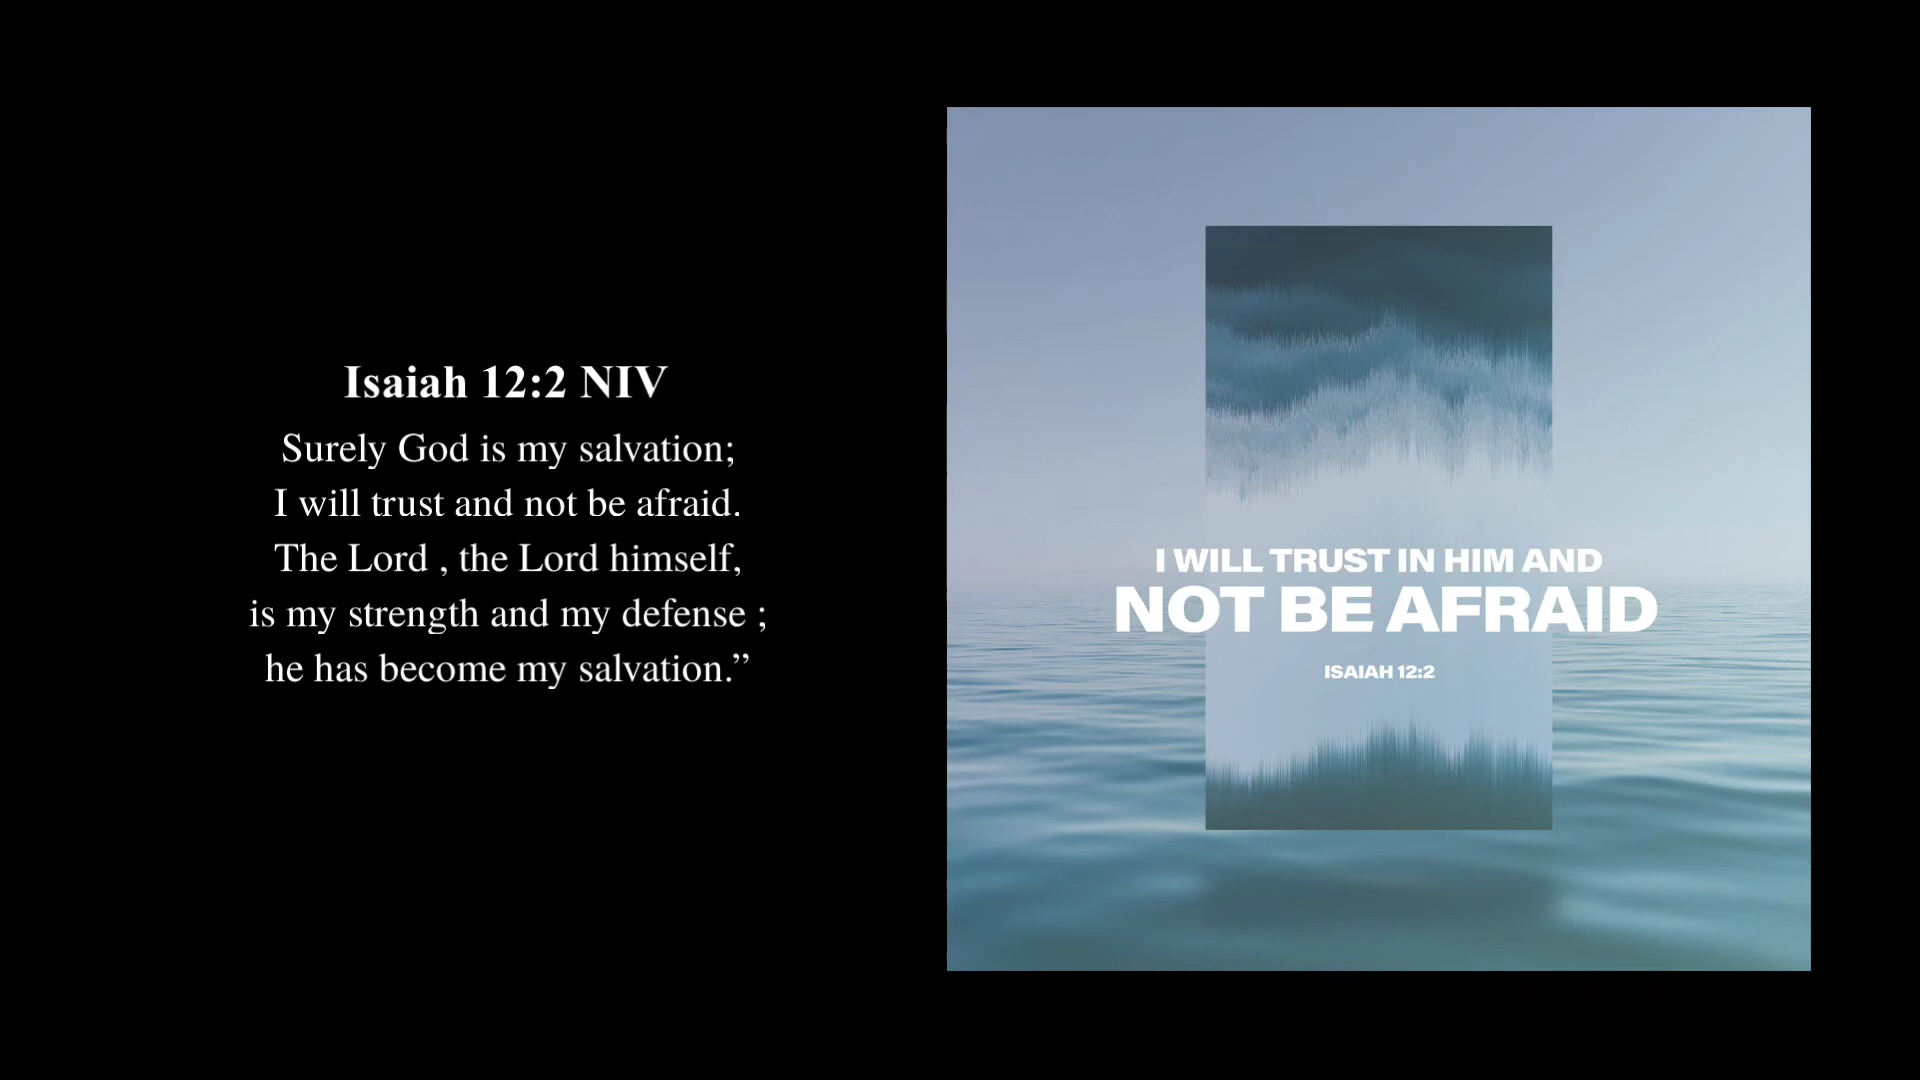 Isaiah 12:2 NIV
Surely God is my salvation;
I will trust and not be afraid.
The Lord , the Lord himself,
is my strength and my defense ;
he has become my salvation.”
I WILL TRUST IN HIM AND
NOT BE AFRAID
ISAIAH 12:2